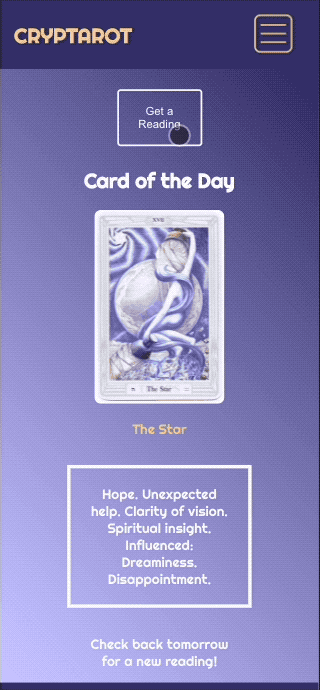 CRYPTAROT
Get a
Reading
Card of the Day
XVII
The Star
The Star
Hope. Unexpected
help. Clarity of vision.
Spiritual insight.
Influenced:
Dreaminess.
Disappointment.
Check back tomorrow
for a new reading!